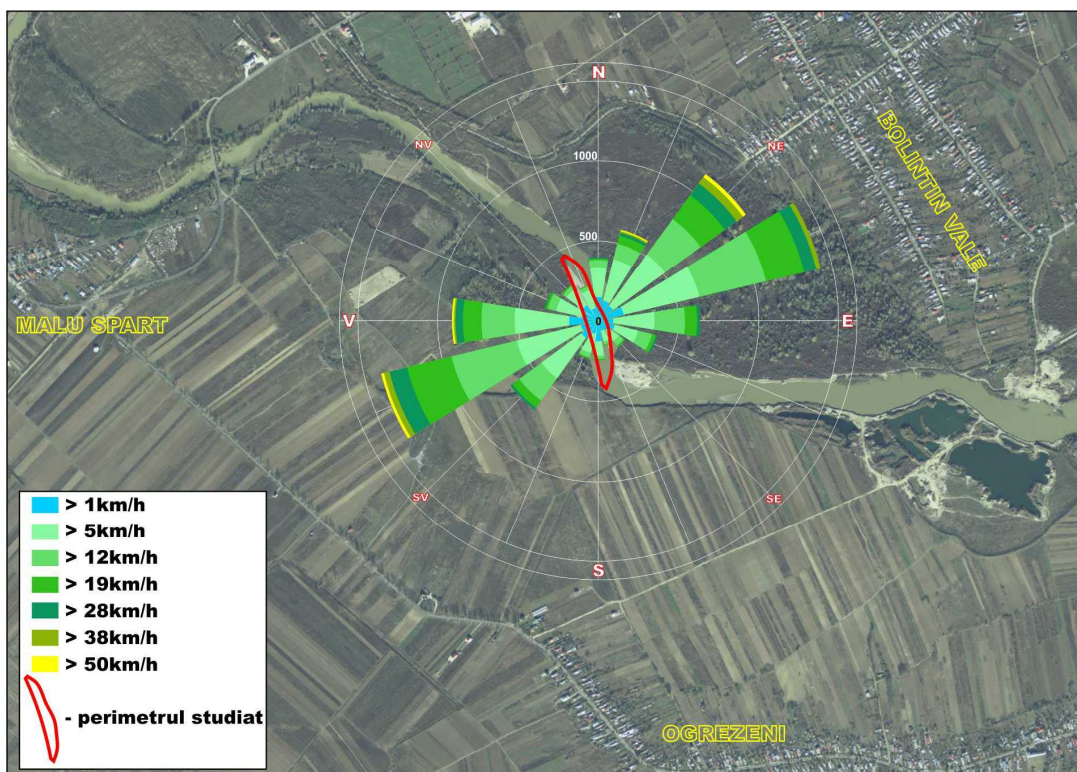 N
1000
NV
NE
BOLINTIN VALE
500
MALU SPART
V
0
E
SV
SE
S
> 1km/h
> 5km/h
> 12km/h
> 19km/h
> 28km/h
> 38km/h
> 50km/h
- perimetrul studiat
OGREZENI